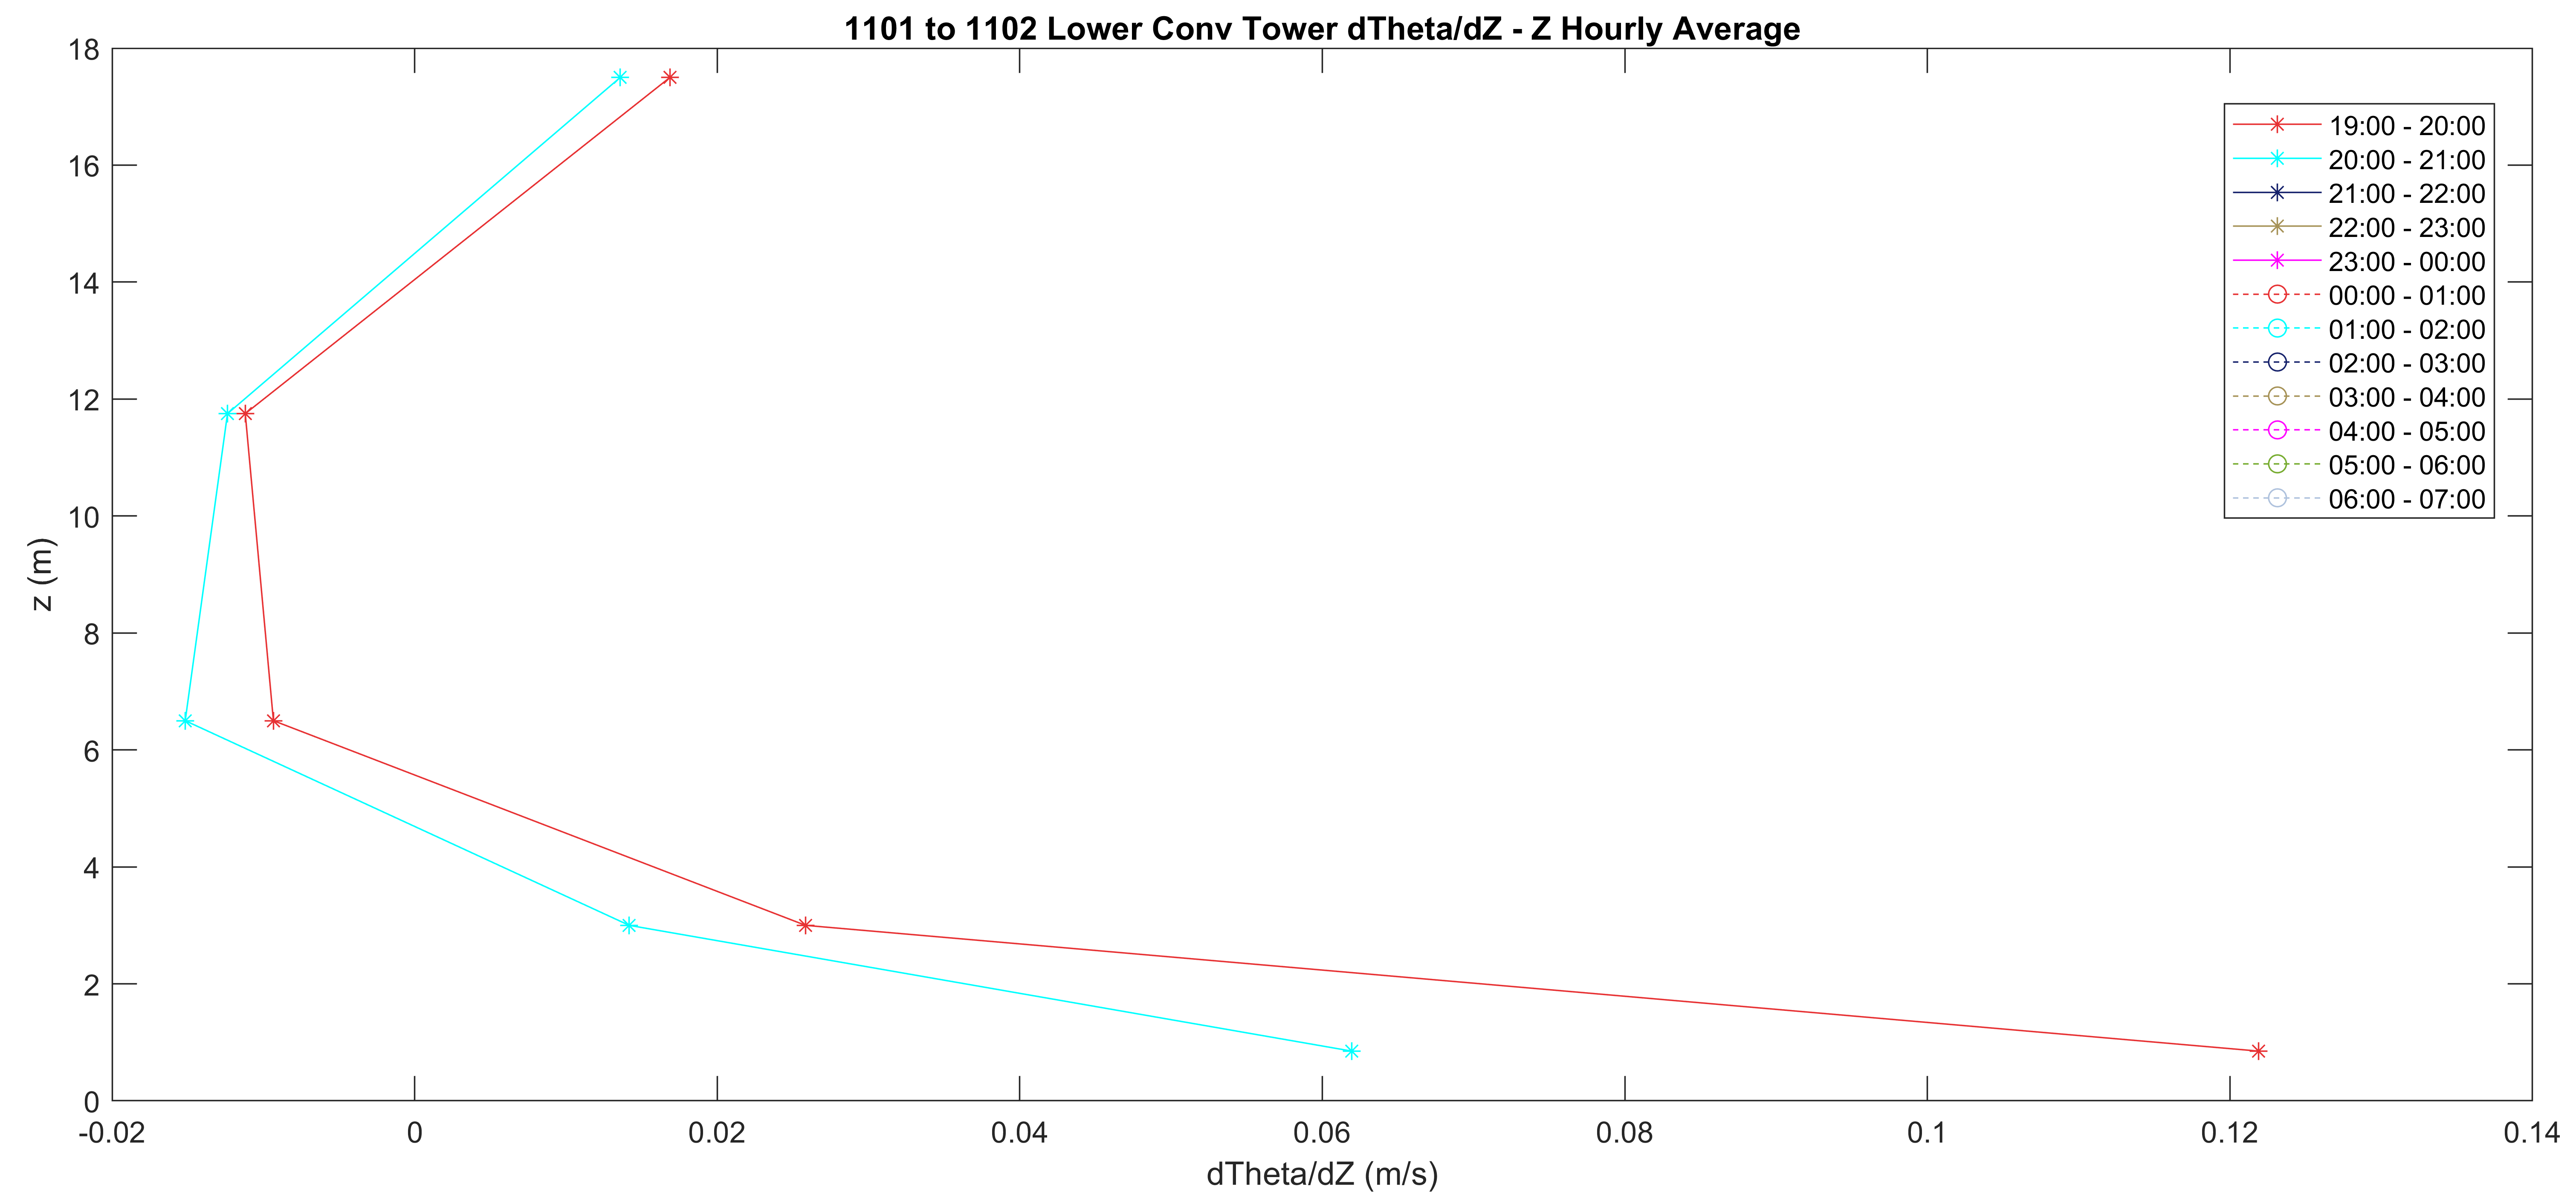 1101 to 1102 Lower Conv Tower dTheta/dZ - Z Hourly Average
18
16
14
12
10
8
6
4
2
0
z (m)
19:00 - 20:00
20:00 - 21:00
21:00 - 22:00
22:00 - 23:00
23:00 - 00:00
00:00 - 01:00
01:00 - 02:00
02:00 - 03:00
03:00 - 04:00
04:00 - 05:00
05:00 - 06:00
06:00 - 07:00
-0.02 0 0.02 0.04 0.06 0.08 0.1 0.12 0.14
dTheta/dZ (m/s)